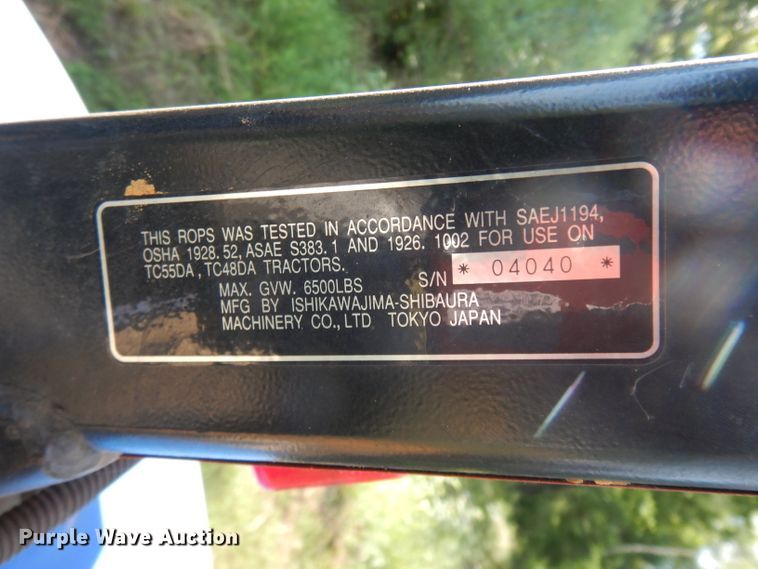 THIS ROPS WAS TESTED IN ACCORDANCE WITH SAEJ1194,
OSHA 1928.52, ASAE S383.1 AND 1926. 1002 FOR USE ON
TC55DA , TC48DA TRACTORS.
S/N * 04040 *
MAX. GVW. 6500LBS
MFG BY ISHIKAWAJIMA-SHIBAURA
MACHINERY CO., LTD TOKYO JAPAN
Purple Wave Auction